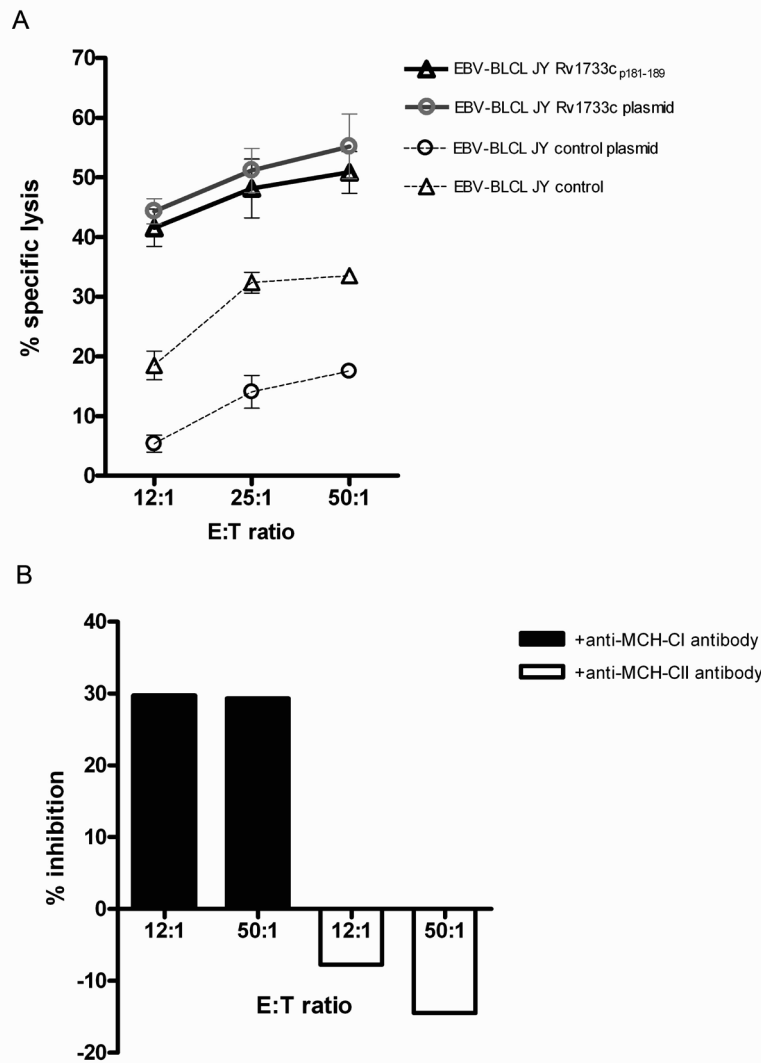 A
70
60
50
40
30
20
10
0
% specific lysis
12:1 25:1 50:1
E:T ratio
EBV-BLCL JY Rv1733c p181-189
EBV-BLCL JY Rv1733c plasmid
EBV-BLCL JY control plasmid
EBV-BLCL JY control
B
40
30
20
10
0
-10
-20
% inhibition
12:1 50:1 12:1 50:1
E:T ratio
+anti-MCH-CI antibody
+anti-MCH-CII antibody